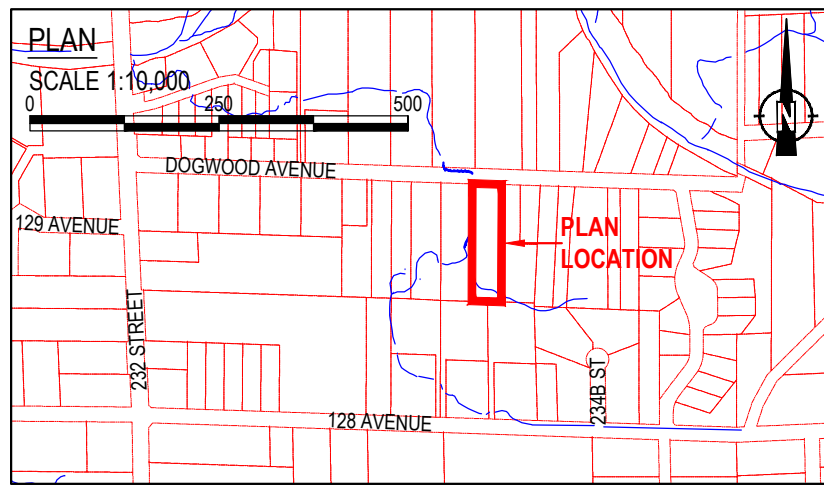 PLAN
SCALE 1:10,000
0 250 500
N
DOGWOOD AVENUE
129 AVENUE
PLAN
LOCATION
232 STREET
234B ST
128 AVENUE